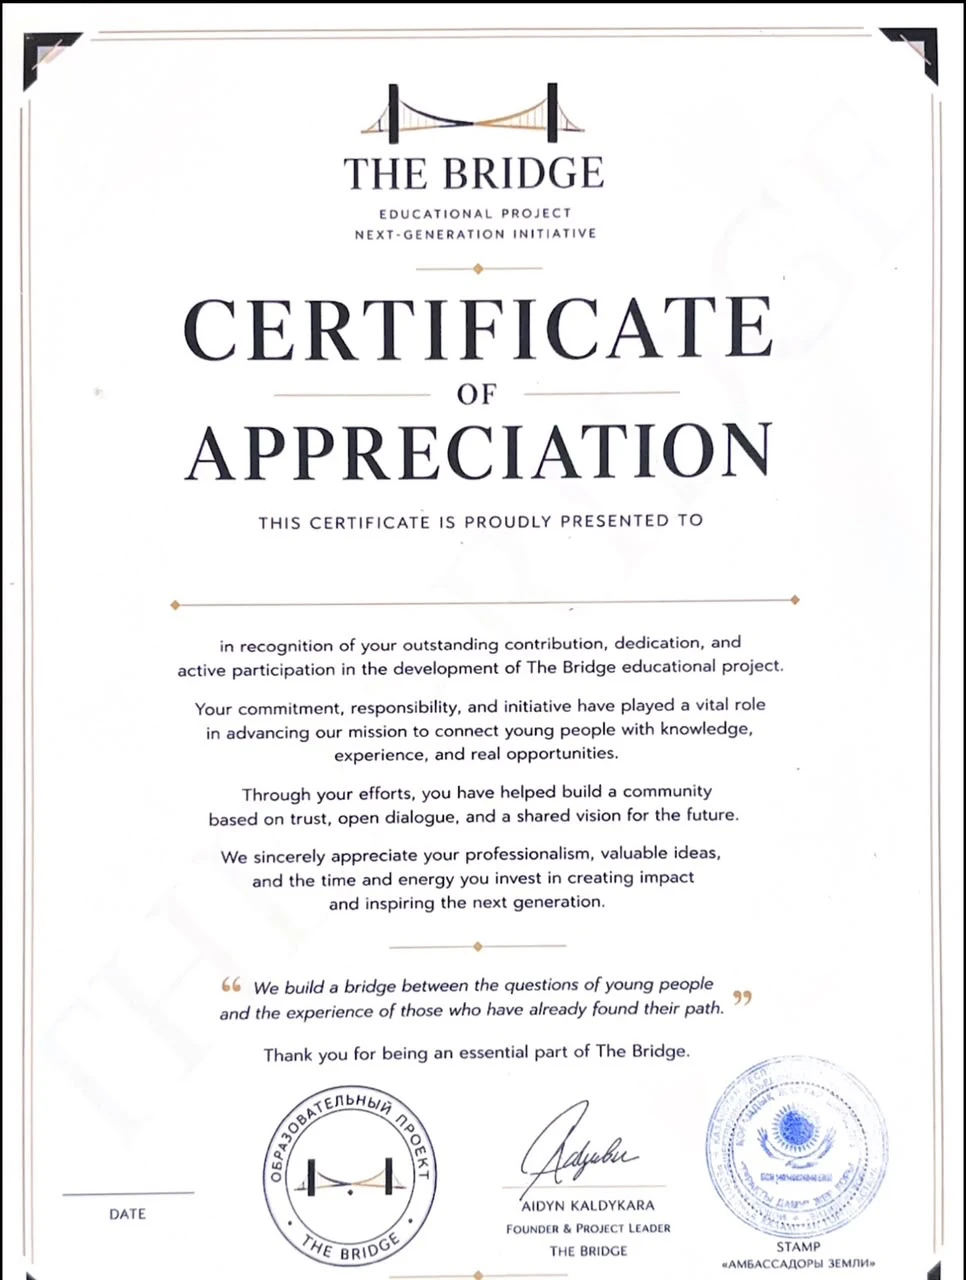 THE BRIDGE
EDUCATIONAL PROJECT
NEXT-GENERATION INITIATIVE
CERTIFICATE
OF
APPRECIATION
THIS CERTIFICATE IS PROUDLY PRESENTED TO
in recognition of your outstanding contribution, dedication, and
active participation in the development of The Bridge educational project.
Your commitment, responsibility, and initiative have played a vital role
in advancing our mission to connect young people with knowledge,
experience, and real opportunities.
Through your efforts, you have helped build a community
based on trust, open dialogue, and a shared vision for the future.
We sincerely appreciate your professionalism, valuable ideas,
and the time and energy you invest in creating impact
and inspiring the next generation.
“ We build a bridge between the questions of young people
and the experience of those who have already found their path. ”
Thank you for being an essential part of The Bridge.
ОБРАЗОВАТЕЛЬНЫЙ ПРОЕКТ
• THE BRIDGE •
DATE
AIDYN KALDYKARA
FOUNDER & PROJECT LEADER
THE BRIDGE
STAMP
«АМБАССАДОРЫ ЗЕМЛИ»